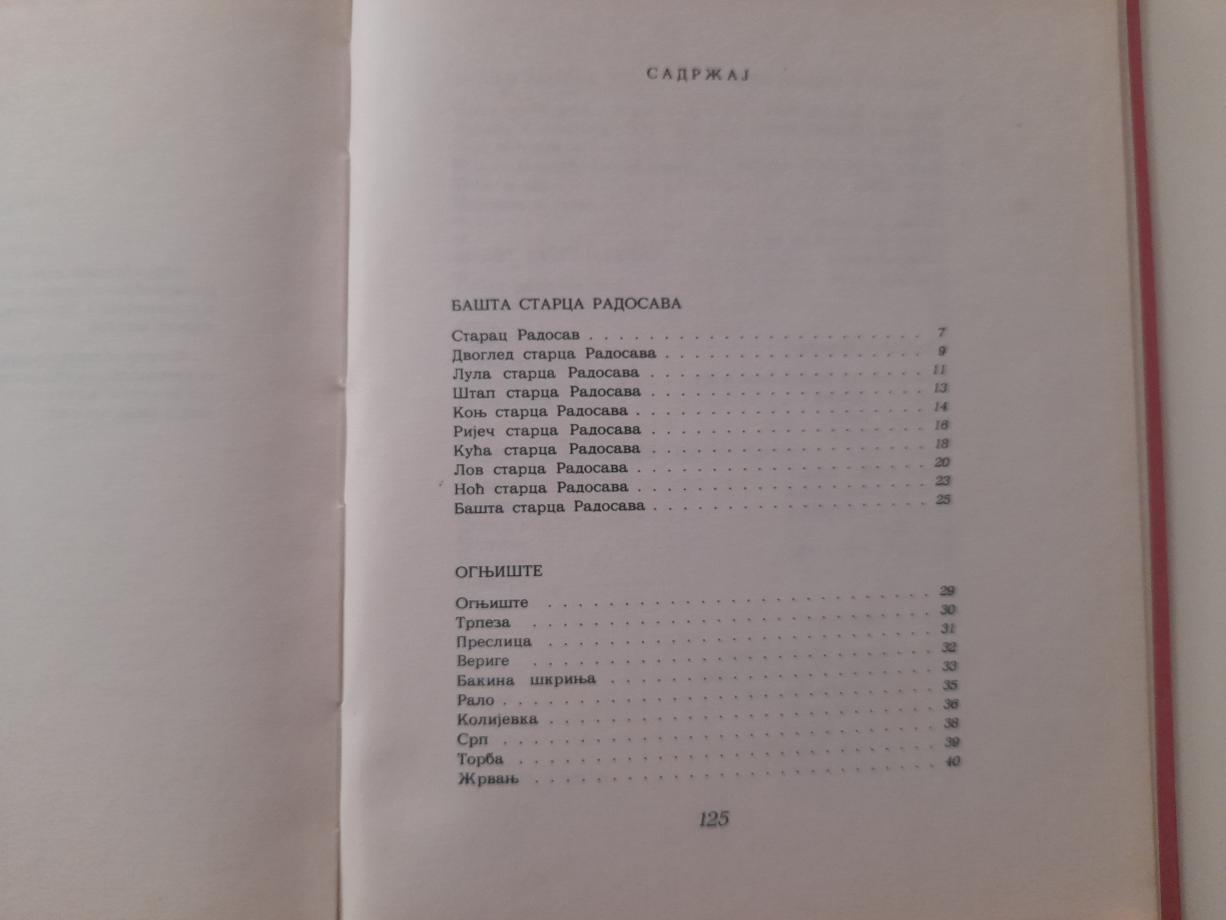 САДРЖАЈ
БАШТА СТАРЦА РАДОСАВА
Старац Радосав . . . . . . . . . . . . . . . . . . . . . . 7
Двоглед старца Радосава . . . . . . . . . . . . . . . . . 9
Лула старца Радосава . . . . . . . . . . . . . . . . . . 11
Штап старца Радосава . . . . . . . . . . . . . . . . . . 13
Коњ старца Радосава . . . . . . . . . . . . . . . . . . . 14
Ријеч старца Радосава . . . . . . . . . . . . . . . . . . 16
Кућа старца Радосава . . . . . . . . . . . . . . . . . . 18
Лов старца Радосава . . . . . . . . . . . . . . . . . . . 20
Ноћ старца Радосава . . . . . . . . . . . . . . . . . . . 23
Башта старца Радосава . . . . . . . . . . . . . . . . . . 25
ОГЊИШТЕ
Огњиште . . . . . . . . . . . . . . . . . . . . . . . . 29
Трпеза . . . . . . . . . . . . . . . . . . . . . . . . . 30
Преслица . . . . . . . . . . . . . . . . . . . . . . . . 31
Вериге . . . . . . . . . . . . . . . . . . . . . . . . . 32
Бакина шкриња . . . . . . . . . . . . . . . . . . . . . 33
Рало . . . . . . . . . . . . . . . . . . . . . . . . . . 35
Колијевка . . . . . . . . . . . . . . . . . . . . . . . 36
Срп . . . . . . . . . . . . . . . . . . . . . . . . . . 38
Торба . . . . . . . . . . . . . . . . . . . . . . . . . 39
Жрвањ . . . . . . . . . . . . . . . . . . . . . . . . . 40
125